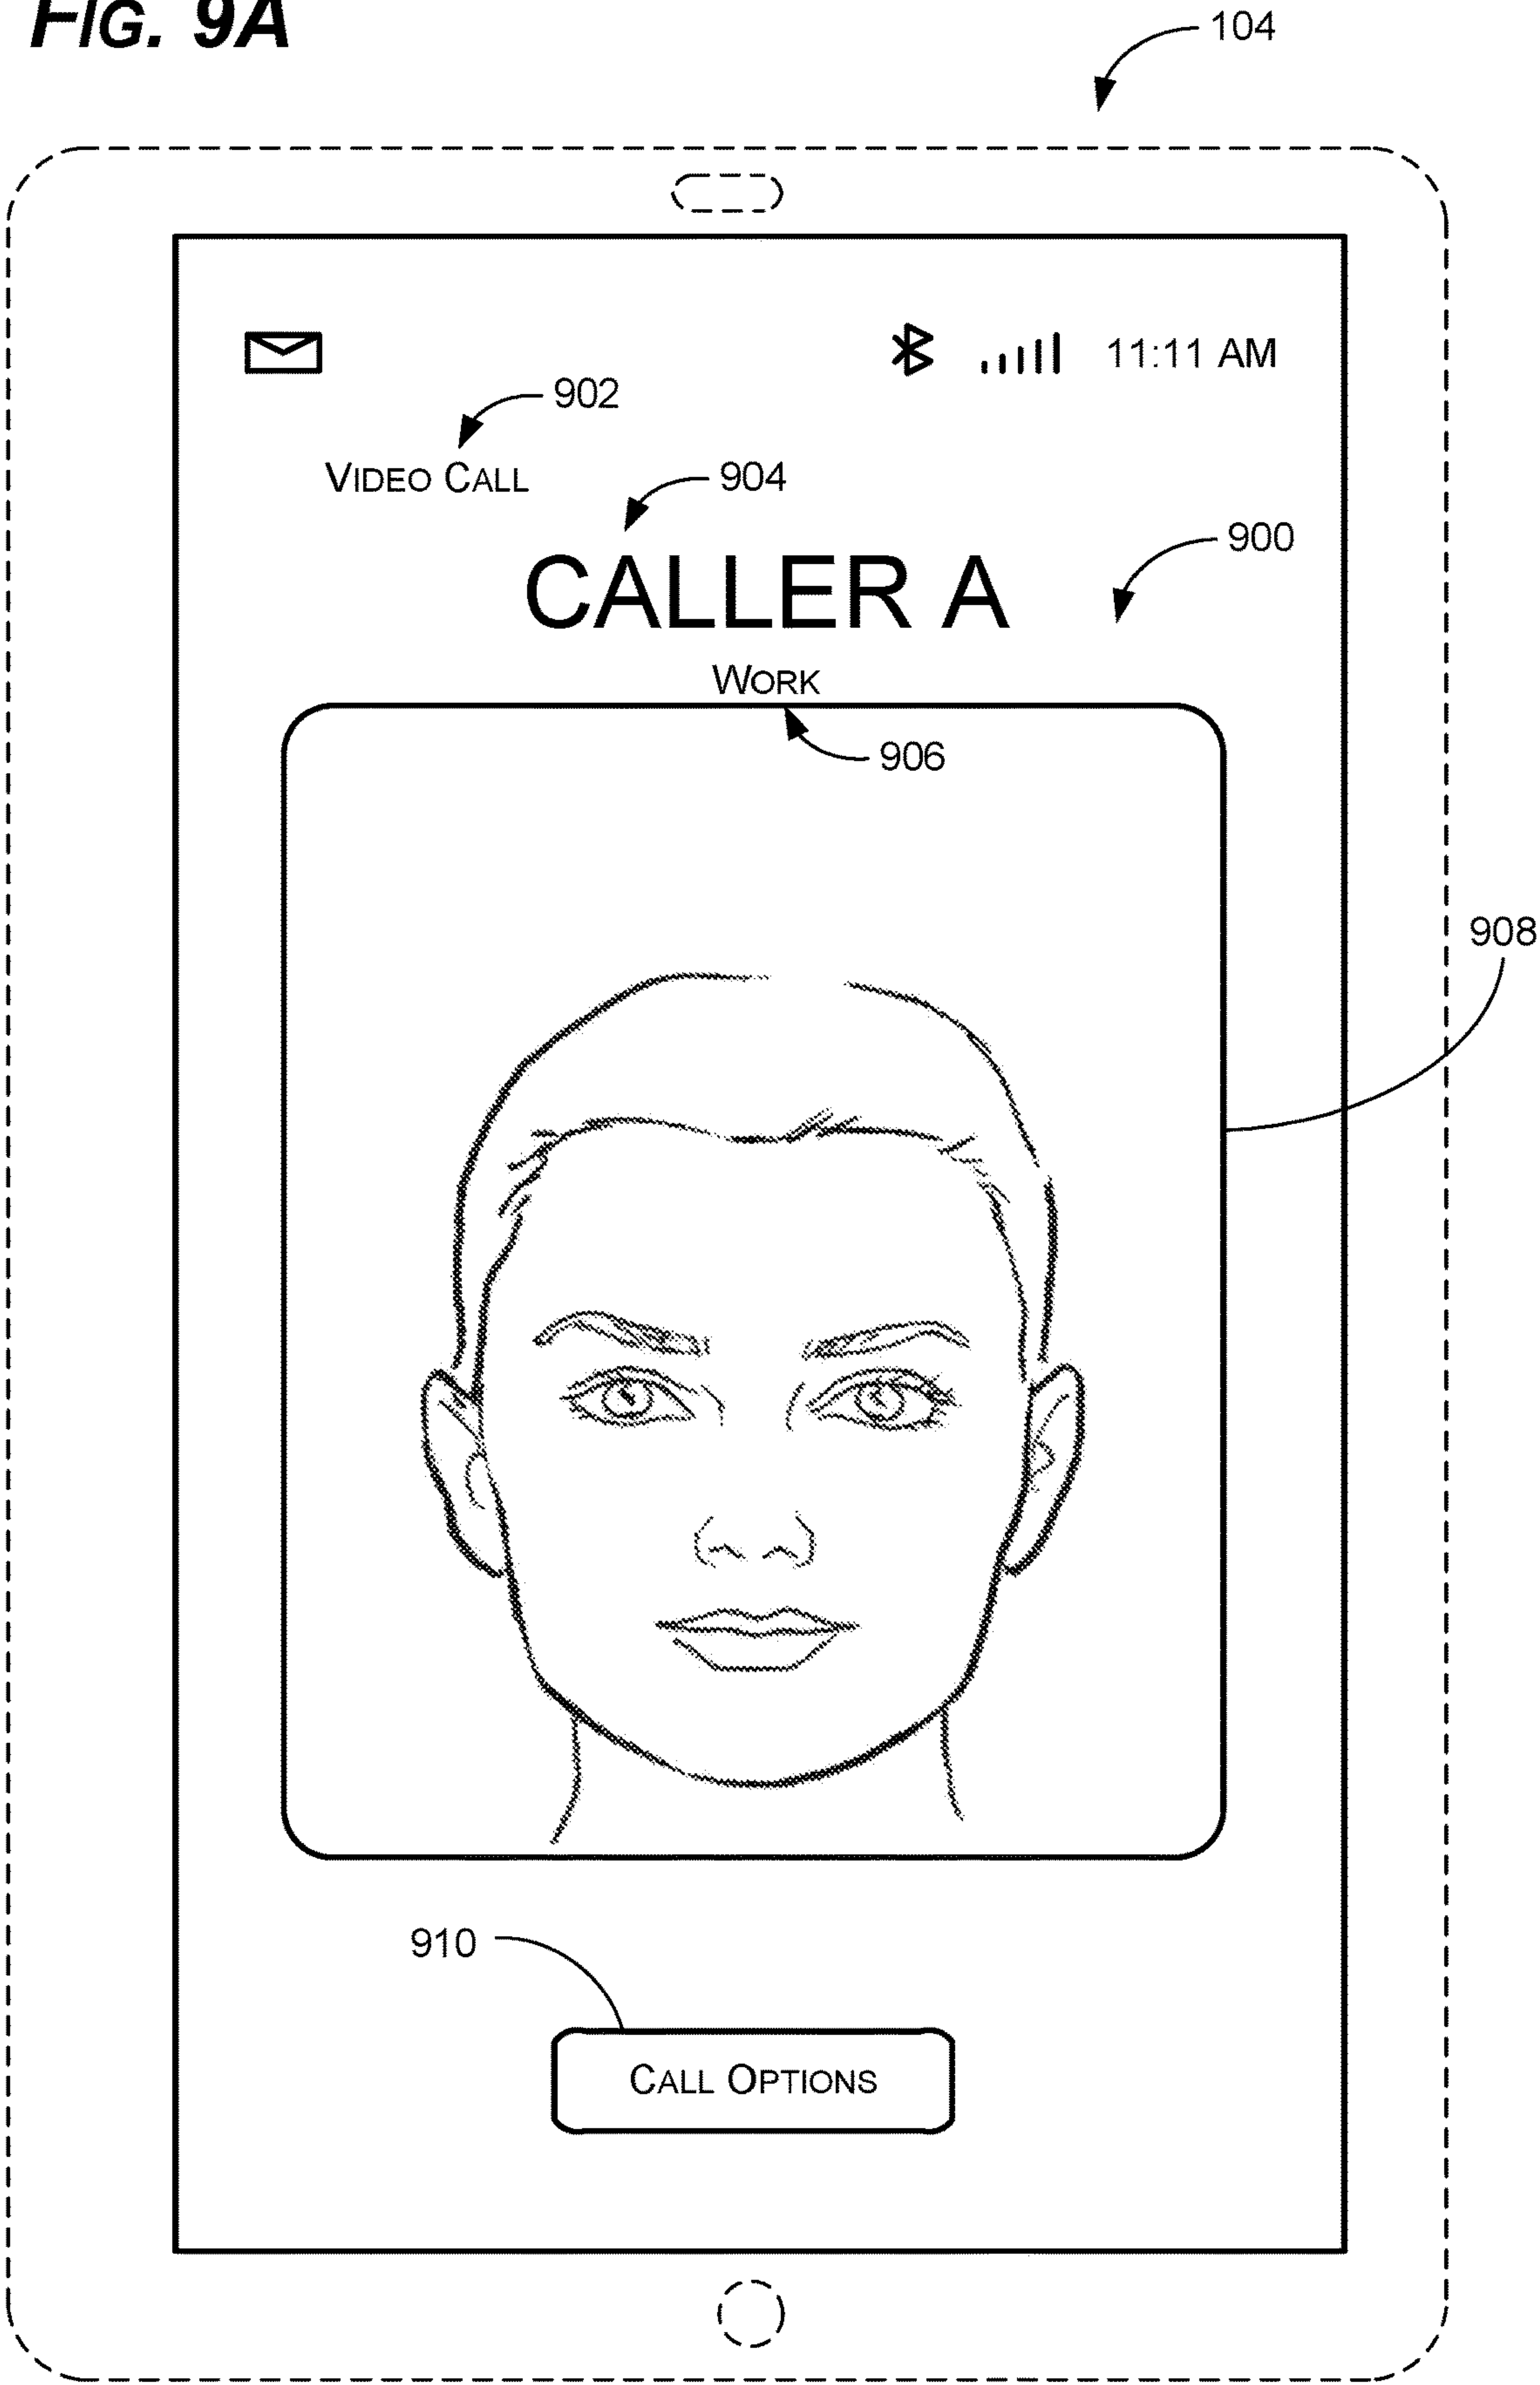 FIG. 9A
104
11:11 AM
902
VIDEO CALL
904
900
CALLER A
WORK
906
908
910
CALL OPTIONS